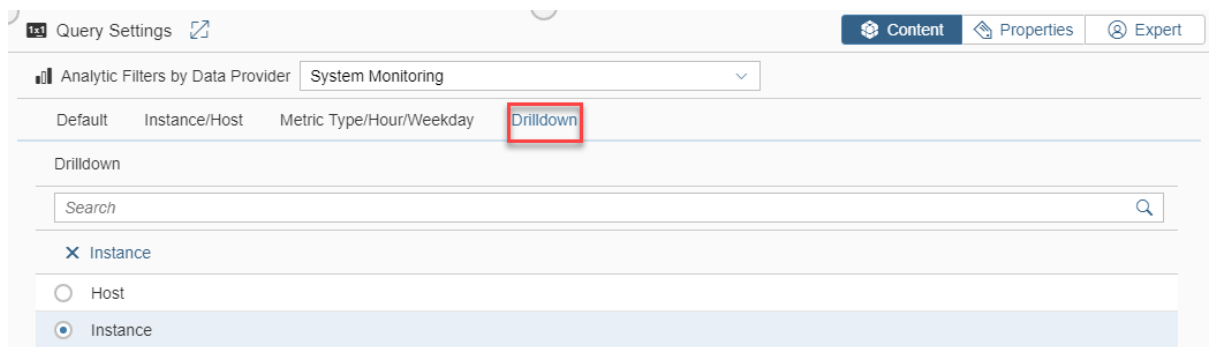 1x1 Query Settings Content Properties Expert
Analytic Filters by Data Provider System Monitoring
Default Instance/Host Metric Type/Hour/Weekday Drilldown
Drilldown
Search
Instance
Host
Instance